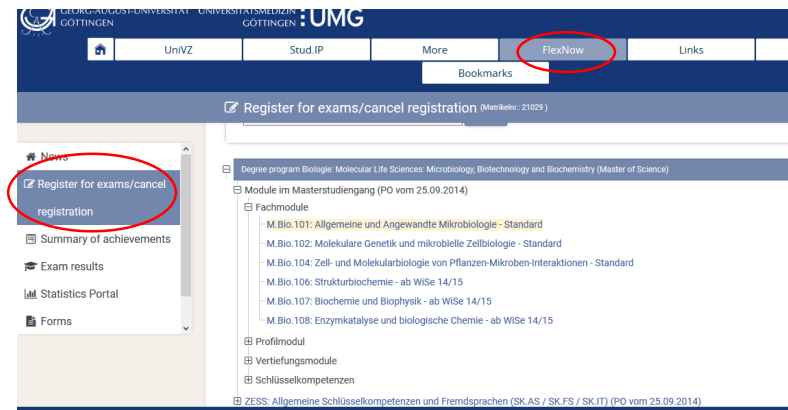 GEORG-AUGUST-UNIVERSITÄT UNIVERSITÄTSMEDIZIN
GÖTTINGEN GÖTTINGEN : UMG
UniVZ Stud.IP More FlexNow Links
Bookmarks
Register for exams/cancel registration (Matrikelnr.: 21029 )
News
Register for exams/cancel
registration
Summary of achievements
Exam results
Statistics Portal
Forms
Degree program Biologie: Molecular Life Sciences: Microbiology, Biotechnology and Biochemistry (Master of Science)
Module im Masterstudiengang (PO vom 25.09.2014)
Fachmodule
M.Bio.101: Allgemeine und Angewandte Mikrobiologie - Standard
M.Bio.102: Molekulare Genetik und mikrobielle Zellbiologie - Standard
M.Bio.104: Zell- und Molekularbiologie von Pflanzen-Mikroben-Interaktionen - Standard
M.Bio.106: Strukturbiochemie - ab WiSe 14/15
M.Bio.107: Biochemie und Biophysik - ab WiSe 14/15
M.Bio.108: Enzymkatalyse und biologische Chemie - ab WiSe 14/15
Profilmodul
Vertiefungsmodule
Schlüsselkompetenzen
ZESS: Allgemeine Schlüsselkompetenzen und Fremdsprachen (SK.AS / SK.FS / SK.IT) (PO vom 25.09.2014)